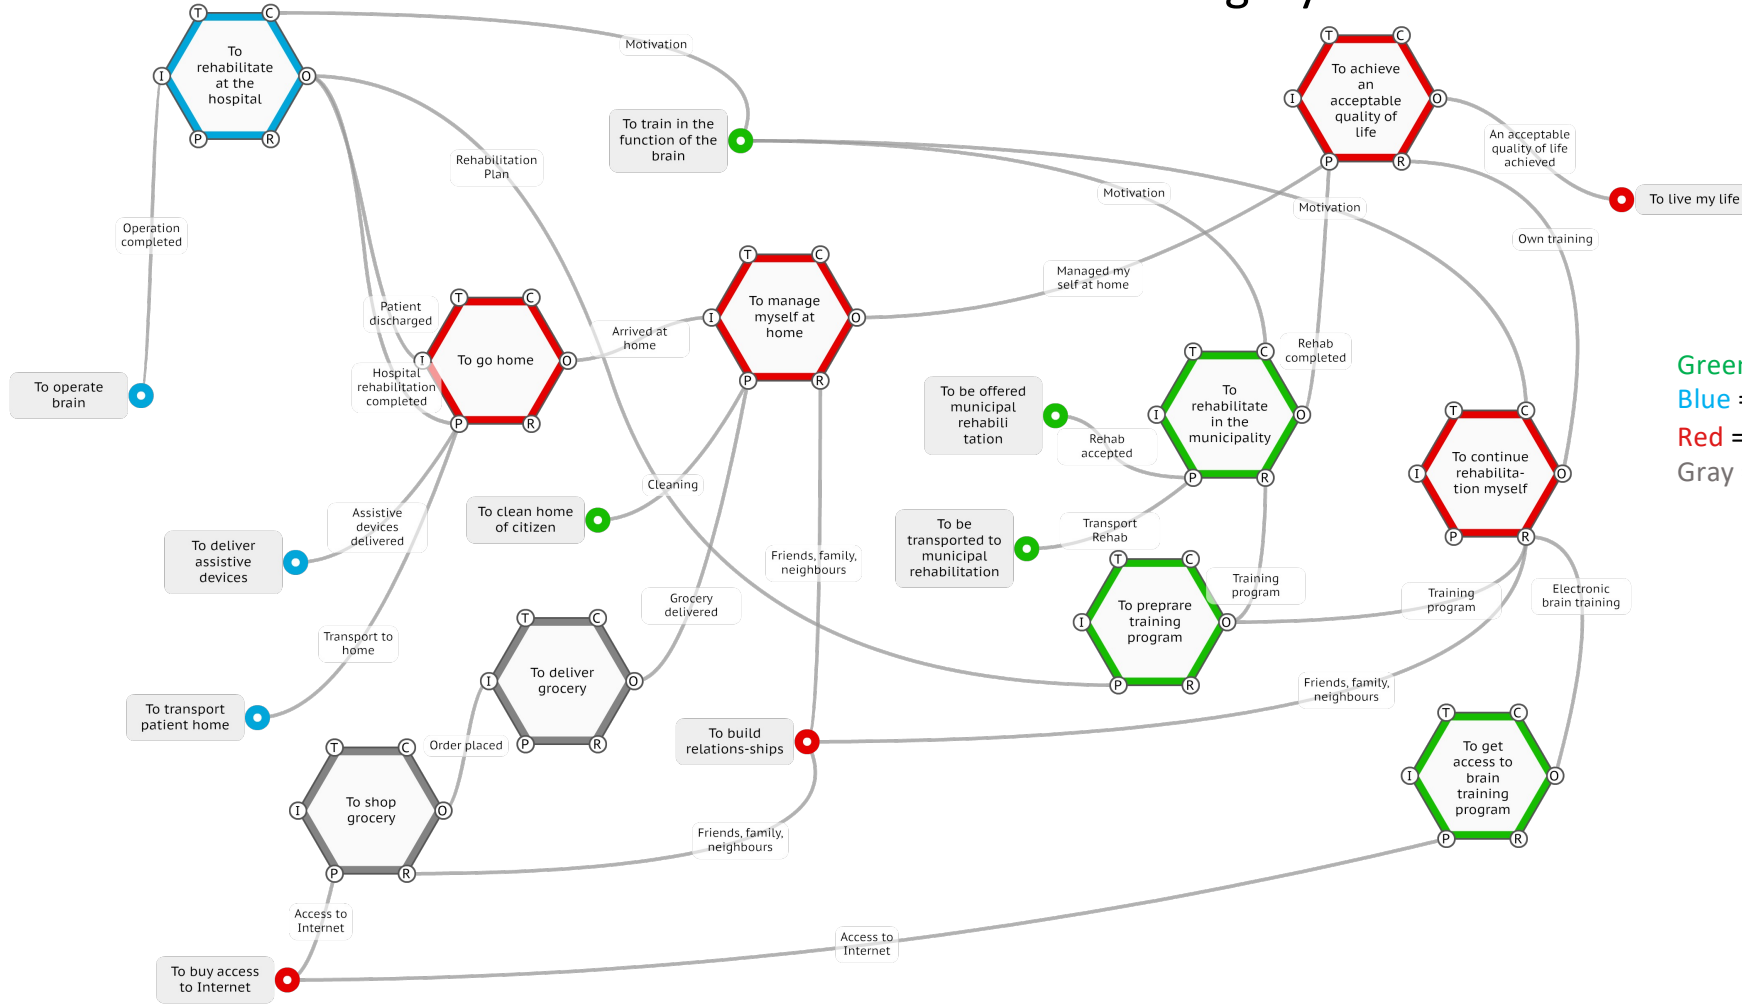 T
C
I
O
P
R
To
rehabilitate
at the
hospital
Motivation
To train in the
function of the
brain
T
C
I
O
P
R
To achieve
an
acceptable
quality of
life
An acceptable
quality of life
achieved
To live my life
Own training
Rehabilitation
Plan
Motivation
Motivation
Operation
completed
Managed my
self at home
Patient
discharged
T
C
I
O
P
R
To go home
Hospital
rehabilitation
completed
Arrived at
home
T
C
I
O
P
R
To manage
myself at
home
Rehab
completed
To operate
brain
T
C
I
O
P
R
To
rehabilitate
in the
municipality
To be offered
municipal
rehabili
tation
Rehab
accepted
Green
Blue =
Red =
Gray
T
C
I
O
P
R
To continue
rehabilita-
tion myself
Cleaning
To clean home
of citizen
Assistive
devices
delivered
To deliver
assistive
devices
To be
transported to
municipal
rehabilitation
Transport
Rehab
Friends, family,
neighbours
Training
program
Training
program
Electronic
brain training
Grocery
delivered
T
C
I
O
P
R
To preprare
training
program
Transport to
home
T
C
I
O
P
R
To deliver
grocery
Friends, family,
neighbours
To transport
patient home
Order placed
To build
relations-ships
T
C
I
O
P
R
To get
access to
brain
training
program
T
C
I
O
P
R
To shop
grocery
Friends, family,
neighbours
Access to
Internet
Access to
Internet
To buy access
to Internet